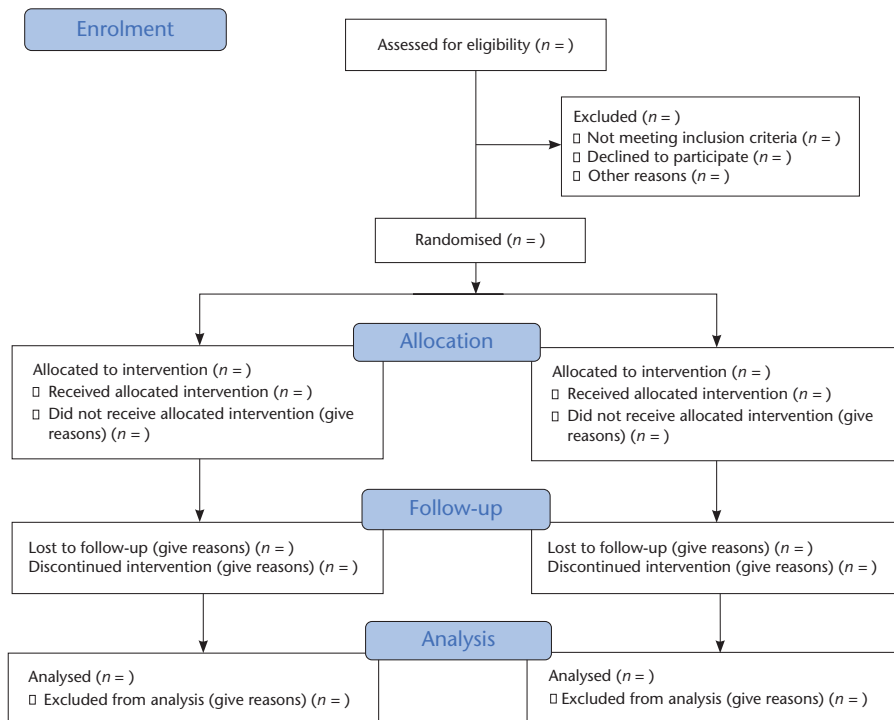 Enrolment
Assessed for eligibility (n = )
Excluded (n = )
▯ Not meeting inclusion criteria (n = )
▯ Declined to participate (n = )
▯ Other reasons (n = )
Randomised (n = )
Allocation
Allocated to intervention (n = )
▯ Received allocated intervention (n = )
▯ Did not receive allocated intervention (give
reasons) (n = )
Allocated to intervention (n = )
▯ Received allocated intervention (n = )
▯ Did not receive allocated intervention (give
reasons) (n = )
Follow-up
Lost to follow-up (give reasons) (n = )
Discontinued intervention (give reasons) (n = )
Lost to follow-up (give reasons) (n = )
Discontinued intervention (give reasons) (n = )
Analysis
Analysed (n = )
▯ Excluded from analysis (give reasons) (n = )
Analysed (n = )
▯ Excluded from analysis (give reasons) (n = )